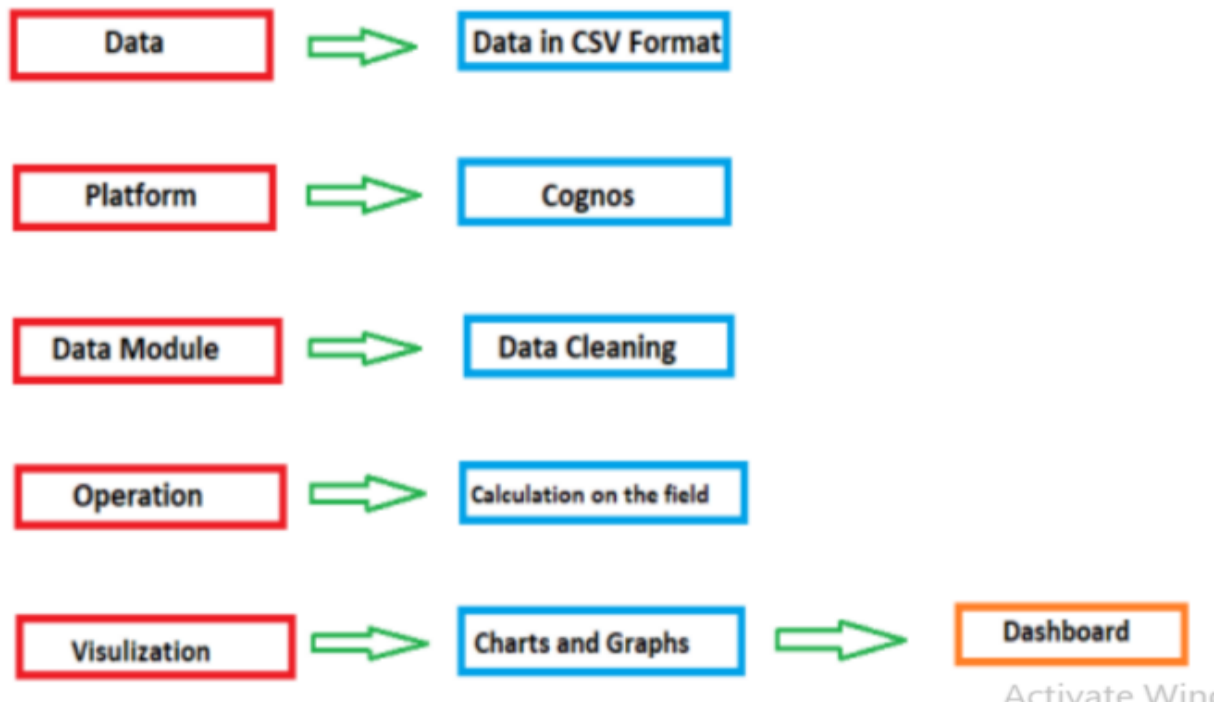 Data
Data in CSV Format
Platform
Cognos
Data Module
Data Cleaning
Operation
Calculation on the field
Visulization
Charts and Graphs
Dashboard
Activate Wind